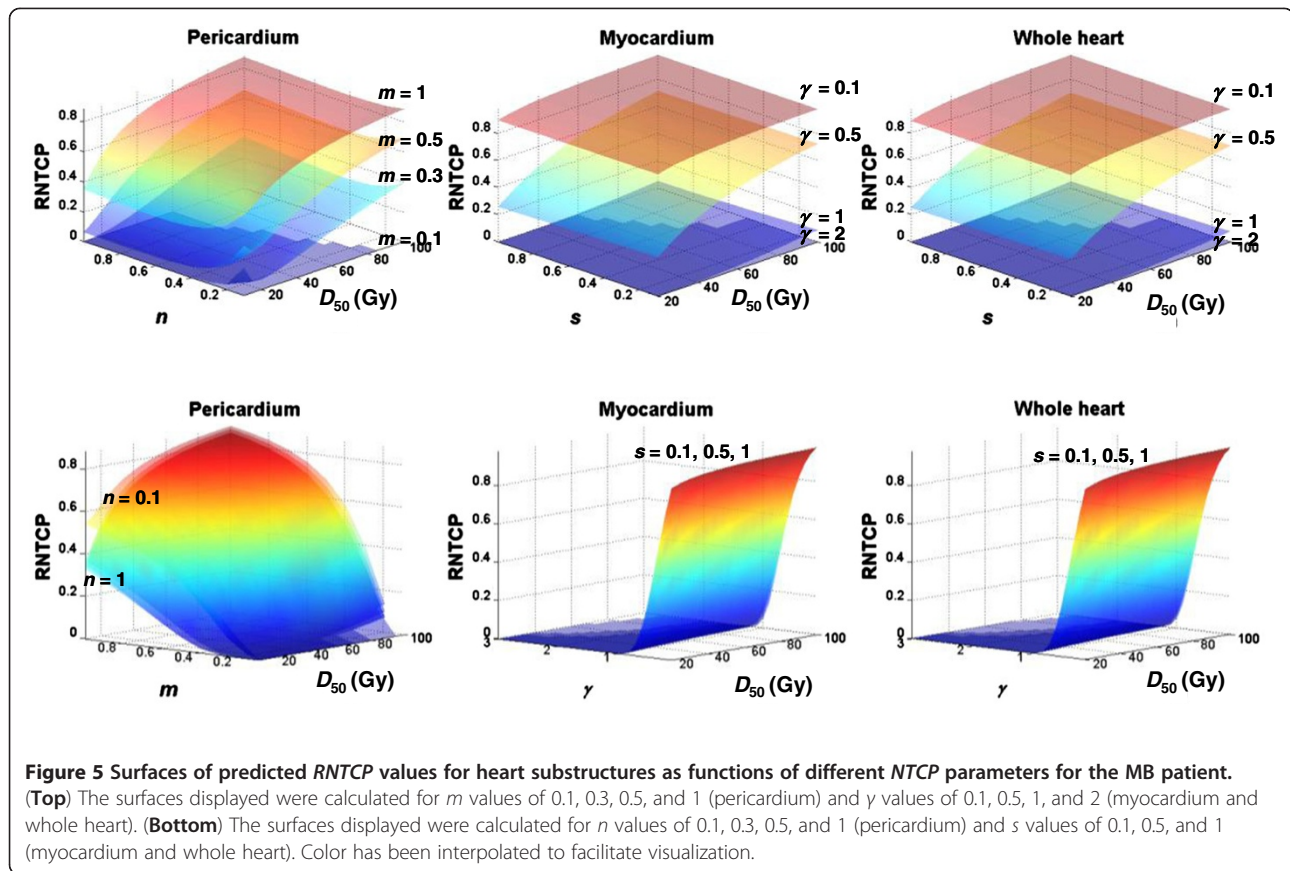 Pericardium
Myocardium
Whole heart
RNTCP
0.8
0.6
0.4
0.2
0
m = 1
m = 0.5
m = 0.3
m = 0.1
0.8
0.6
0.4
0.2
n
20
40
60
80
100
D50 (Gy)
RNTCP
0.8
0.6
0.4
0.2
0
γ = 0.1
γ = 0.5
γ = 1
γ = 2
0.8
0.6
0.4
0.2
s
20
40
60
80
100
D50 (Gy)
RNTCP
0.8
0.6
0.4
0.2
0
γ = 0.1
γ = 0.5
γ = 1
γ = 2
0.8
0.6
0.4
0.2
s
20
40
60
80
100
D50 (Gy)
Pericardium
Myocardium
Whole heart
RNTCP
0.8
0.6
0.4
0.2
0
n = 0.1
n = 1
0.8
0.6
0.4
0.2
m
20
40
60
80
100
D50 (Gy)
RNTCP
0.8
0.6
0.4
0.2
0
s = 0.1, 0.5, 1
3
2
1
γ
20
40
60
80
100
D50 (Gy)
RNTCP
0.8
0.6
0.4
0.2
0
s = 0.1, 0.5, 1
3
2
1
γ
20
40
60
80
100
D50 (Gy)
Figure 5 Surfaces of predicted RNTCP values for heart substructures as functions of different NTCP parameters for the MB patient.
(Top) The surfaces displayed were calculated for m values of 0.1, 0.3, 0.5, and 1 (pericardium) and γ values of 0.1, 0.5, 1, and 2 (myocardium and
whole heart). (Bottom) The surfaces displayed were calculated for n values of 0.1, 0.3, 0.5, and 1 (pericardium) and s values of 0.1, 0.5, and 1
(myocardium and whole heart). Color has been interpolated to facilitate visualization.